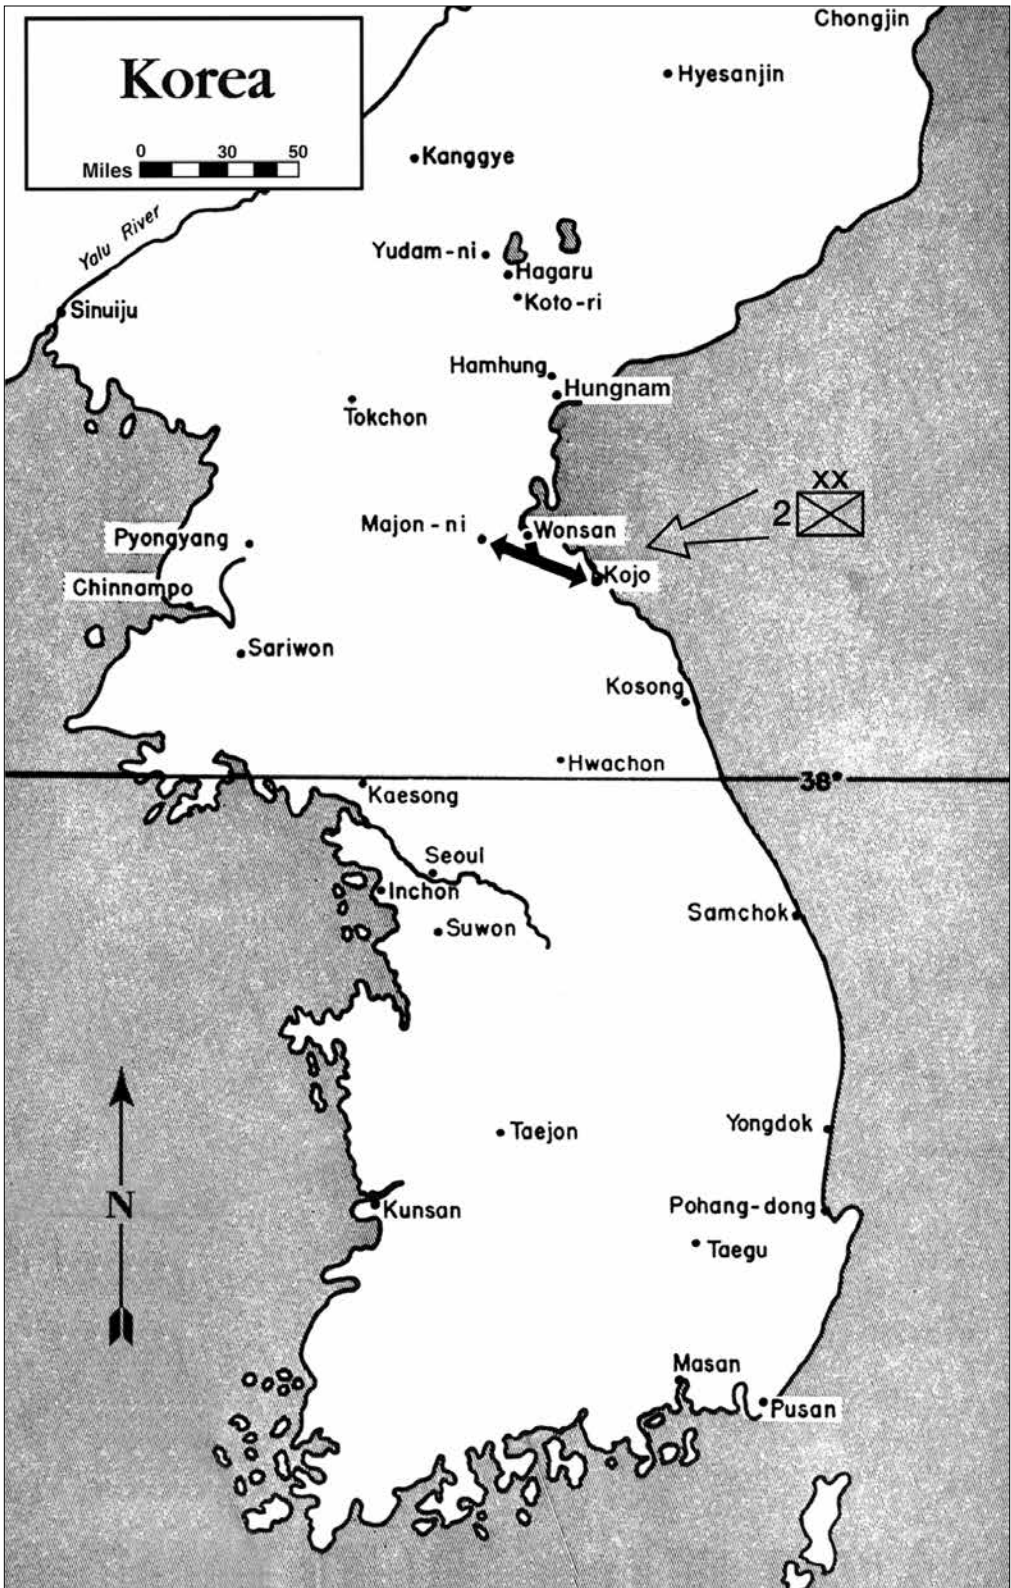 Chongjin
Korea
0 30 50
Miles
Hyesanjin
Kanggye
Yalu River
Yudam-ni
Hagaru
Koto-ri
Sinuiju
Hamhung
Hungnam
Tokchon
XX
2
Majon-ni
Wonsan
Pyongyang
Kojo
Chinnampo
Sariwon
Kosong
Hwachon
38°
Kaesong
Seoul
Inchon
Samchok
Suwon
Yongdok
Taejon
N
Pohang-dong
Kunsan
Taegu
Masan
Pusan